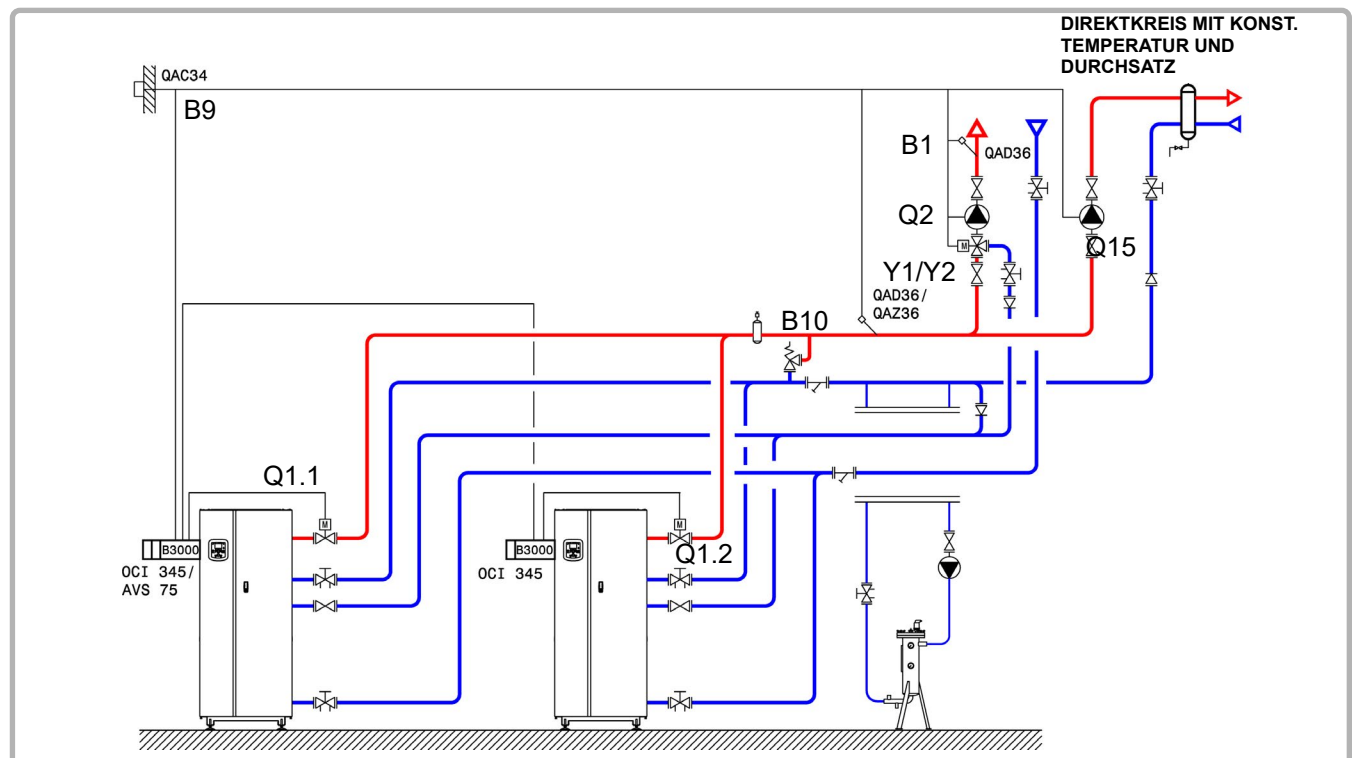 DIREKTKREIS MIT KONST.
TEMPERATUR UND
DURCHSATZ
QAC34
B9
B1
QAD36
Q2
M
Q15
Y1/Y2
QAD36/
QAZ36
B10
Q1.1
M
M
B3000
B3000
Q1.2
OCI 345/
AVS 75
OCI 345